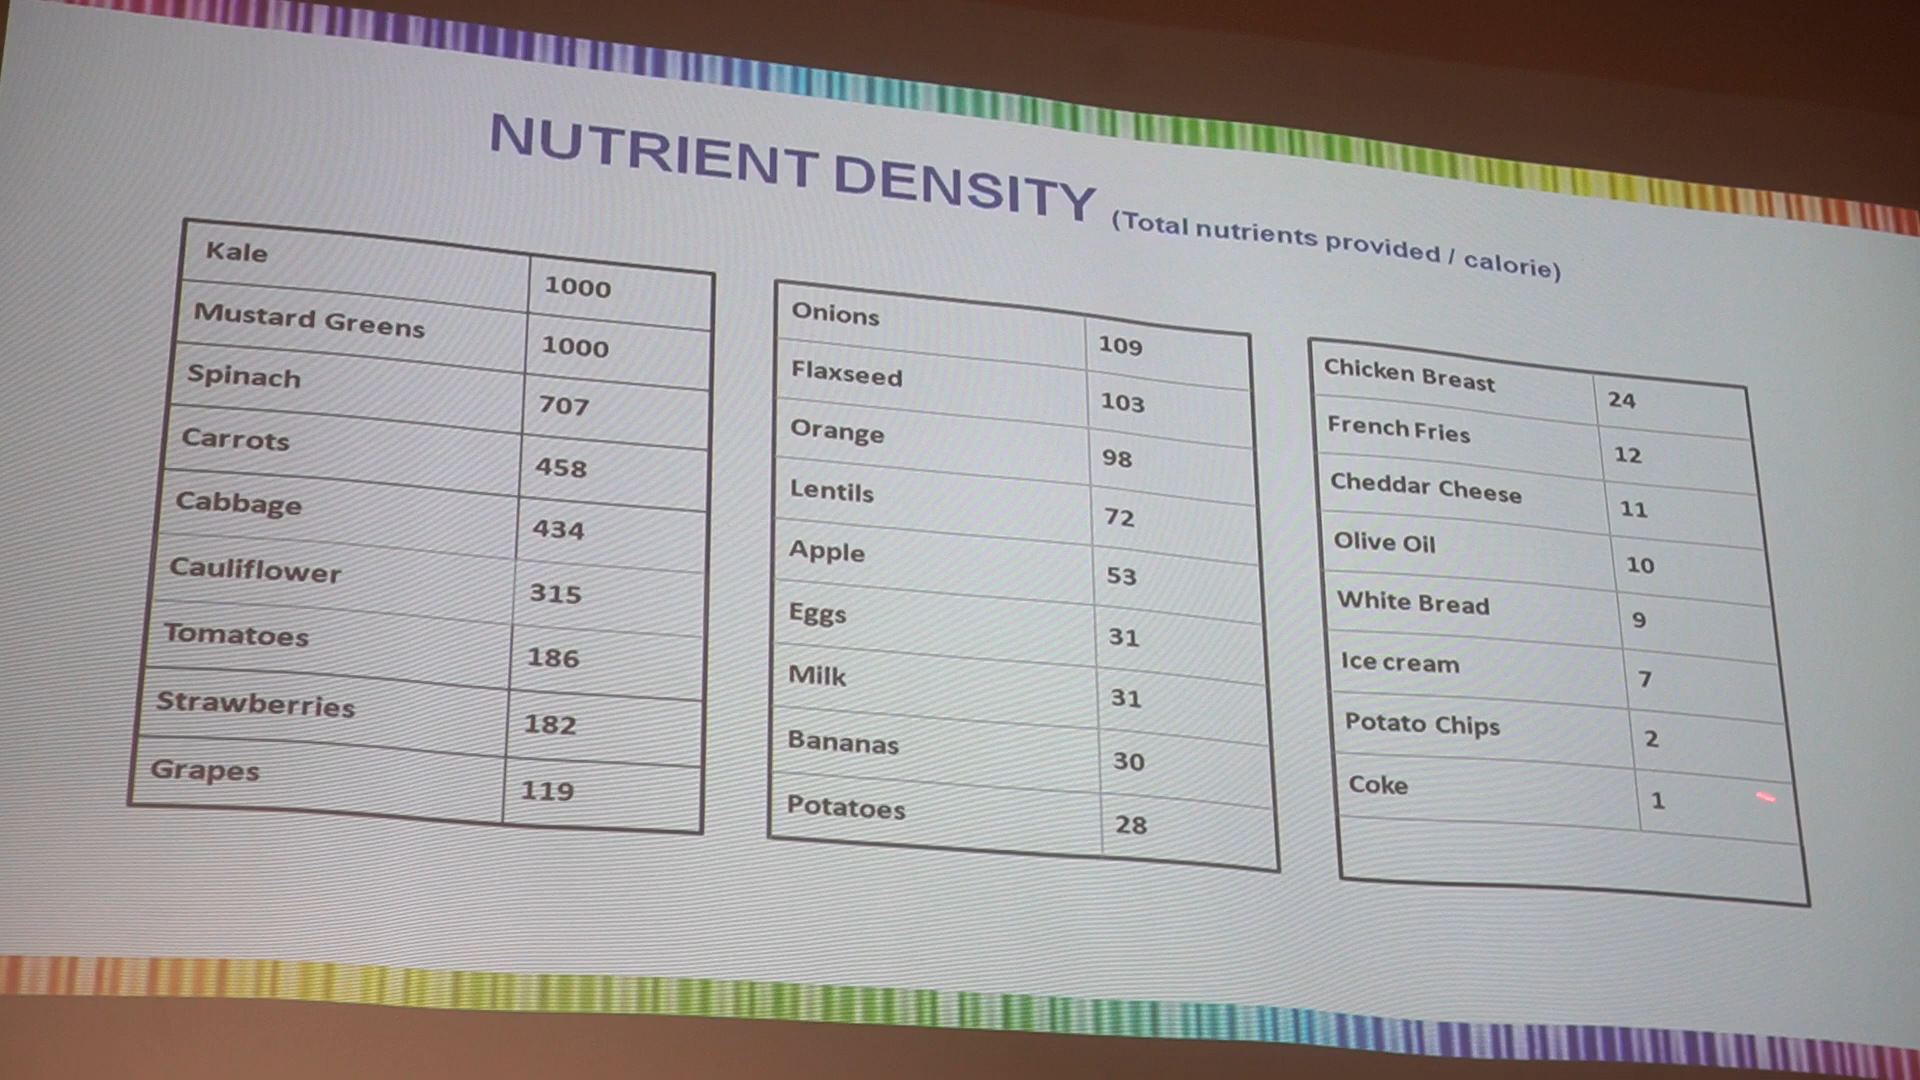 NUTRIENT DENSITY (Total nutrients provided / calorie)
Kale 1000
Mustard Greens 1000
Spinach 707
Carrots 458
Cabbage 434
Cauliflower 315
Tomatoes 186
Strawberries 182
Grapes 119
Onions 109
Flaxseed 103
Orange 98
Lentils 72
Apple 53
Eggs 31
Milk 31
Bananas 30
Potatoes 28
Chicken Breast 24
French Fries 12
Cheddar Cheese 11
Olive Oil 10
White Bread 9
Ice cream 7
Potato Chips 2
Coke 1